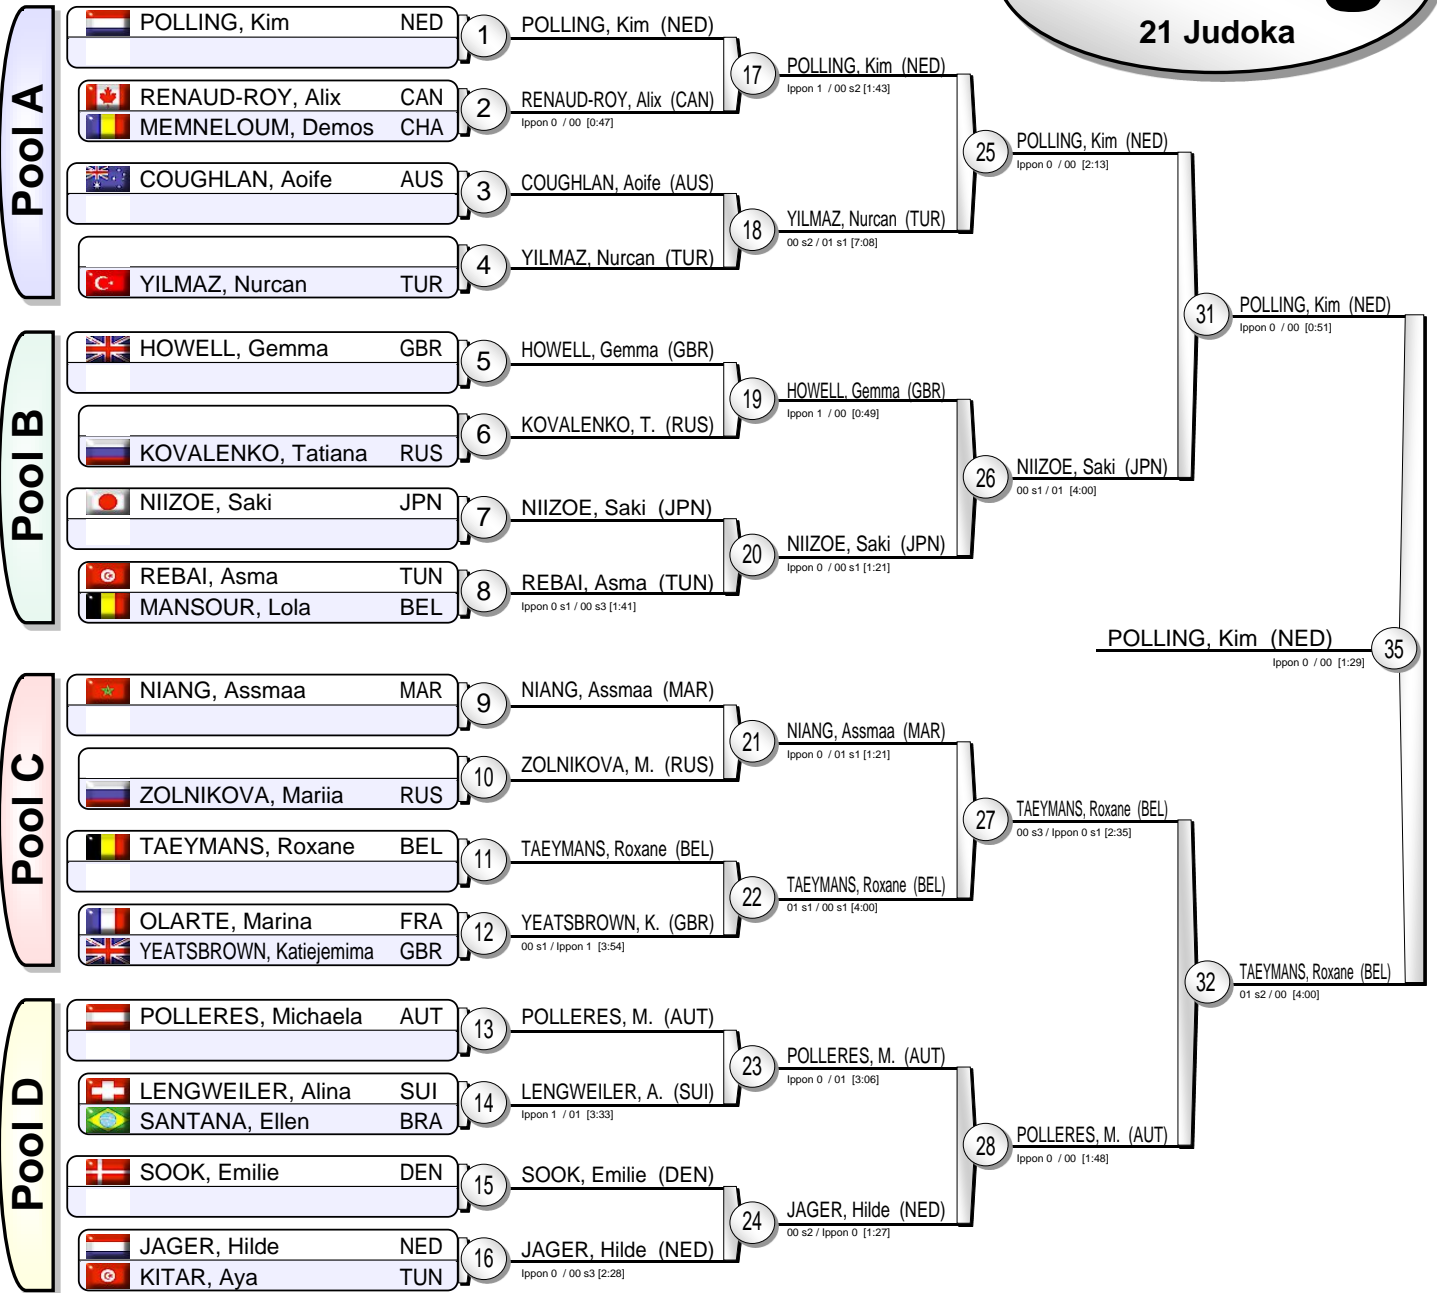 21 Judoka
Pool A
POLLING, Kim NED
1
POLLING, Kim (NED)
RENAUD-ROY, Alix CAN
MEMNELOUM, Demos CHA
2
RENAUD-ROY, Alix (CAN)
Ippon 0 / 00 [0:47]
17
POLLING, Kim (NED)
Ippon 1 / 00 s2 [1:43]
COUGHLAN, Aoife AUS
3
COUGHLAN, Aoife (AUS)
YILMAZ, Nurcan TUR
4
YILMAZ, Nurcan (TUR)
18
YILMAZ, Nurcan (TUR)
00 s2 / 01 s1 [7:08]
25
POLLING, Kim (NED)
Ippon 0 / 00 [2:13]
Pool B
HOWELL, Gemma GBR
5
HOWELL, Gemma (GBR)
KOVALENKO, Tatiana RUS
6
KOVALENKO, T. (RUS)
19
HOWELL, Gemma (GBR)
Ippon 1 / 00 [0:49]
NIIZOE, Saki JPN
7
NIIZOE, Saki (JPN)
REBAI, Asma TUN
MANSOUR, Lola BEL
8
REBAI, Asma (TUN)
Ippon 0 s1 / 00 s3 [1:41]
20
NIIZOE, Saki (JPN)
Ippon 0 / 00 s1 [1:21]
26
NIIZOE, Saki (JPN)
00 s1 / 01 [4:00]
31
POLLING, Kim (NED)
Ippon 0 / 00 [0:51]
POLLING, Kim (NED)
Ippon 0 / 00 [1:29]
35
Pool C
NIANG, Assmaa MAR
9
NIANG, Assmaa (MAR)
ZOLNIKOVA, Mariia RUS
10
ZOLNIKOVA, M. (RUS)
21
NIANG, Assmaa (MAR)
Ippon 0 / 01 s1 [1:21]
TAEYMANS, Roxane BEL
11
TAEYMANS, Roxane (BEL)
OLARTE, Marina FRA
YEATSBROWN, Katiejemima GBR
12
YEATSBROWN, K. (GBR)
00 s1 / Ippon 1 [3:54]
22
TAEYMANS, Roxane (BEL)
01 s1 / 00 s1 [4:00]
27
TAEYMANS, Roxane (BEL)
00 s3 / Ippon 0 s1 [2:35]
Pool D
POLLERES, Michaela AUT
13
POLLERES, M. (AUT)
LENGWEILER, Alina SUI
SANTANA, Ellen BRA
14
LENGWEILER, A. (SUI)
Ippon 1 / 01 [3:33]
23
POLLERES, M. (AUT)
Ippon 0 / 01 [3:06]
SOOK, Emilie DEN
15
SOOK, Emilie (DEN)
JAGER, Hilde NED
KITAR, Aya TUN
16
JAGER, Hilde (NED)
Ippon 0 / 00 s3 [2:28]
24
JAGER, Hilde (NED)
00 s2 / Ippon 0 [1:27]
28
POLLERES, M. (AUT)
Ippon 0 / 00 [1:48]
32
TAEYMANS, Roxane (BEL)
01 s2 / 00 [4:00]